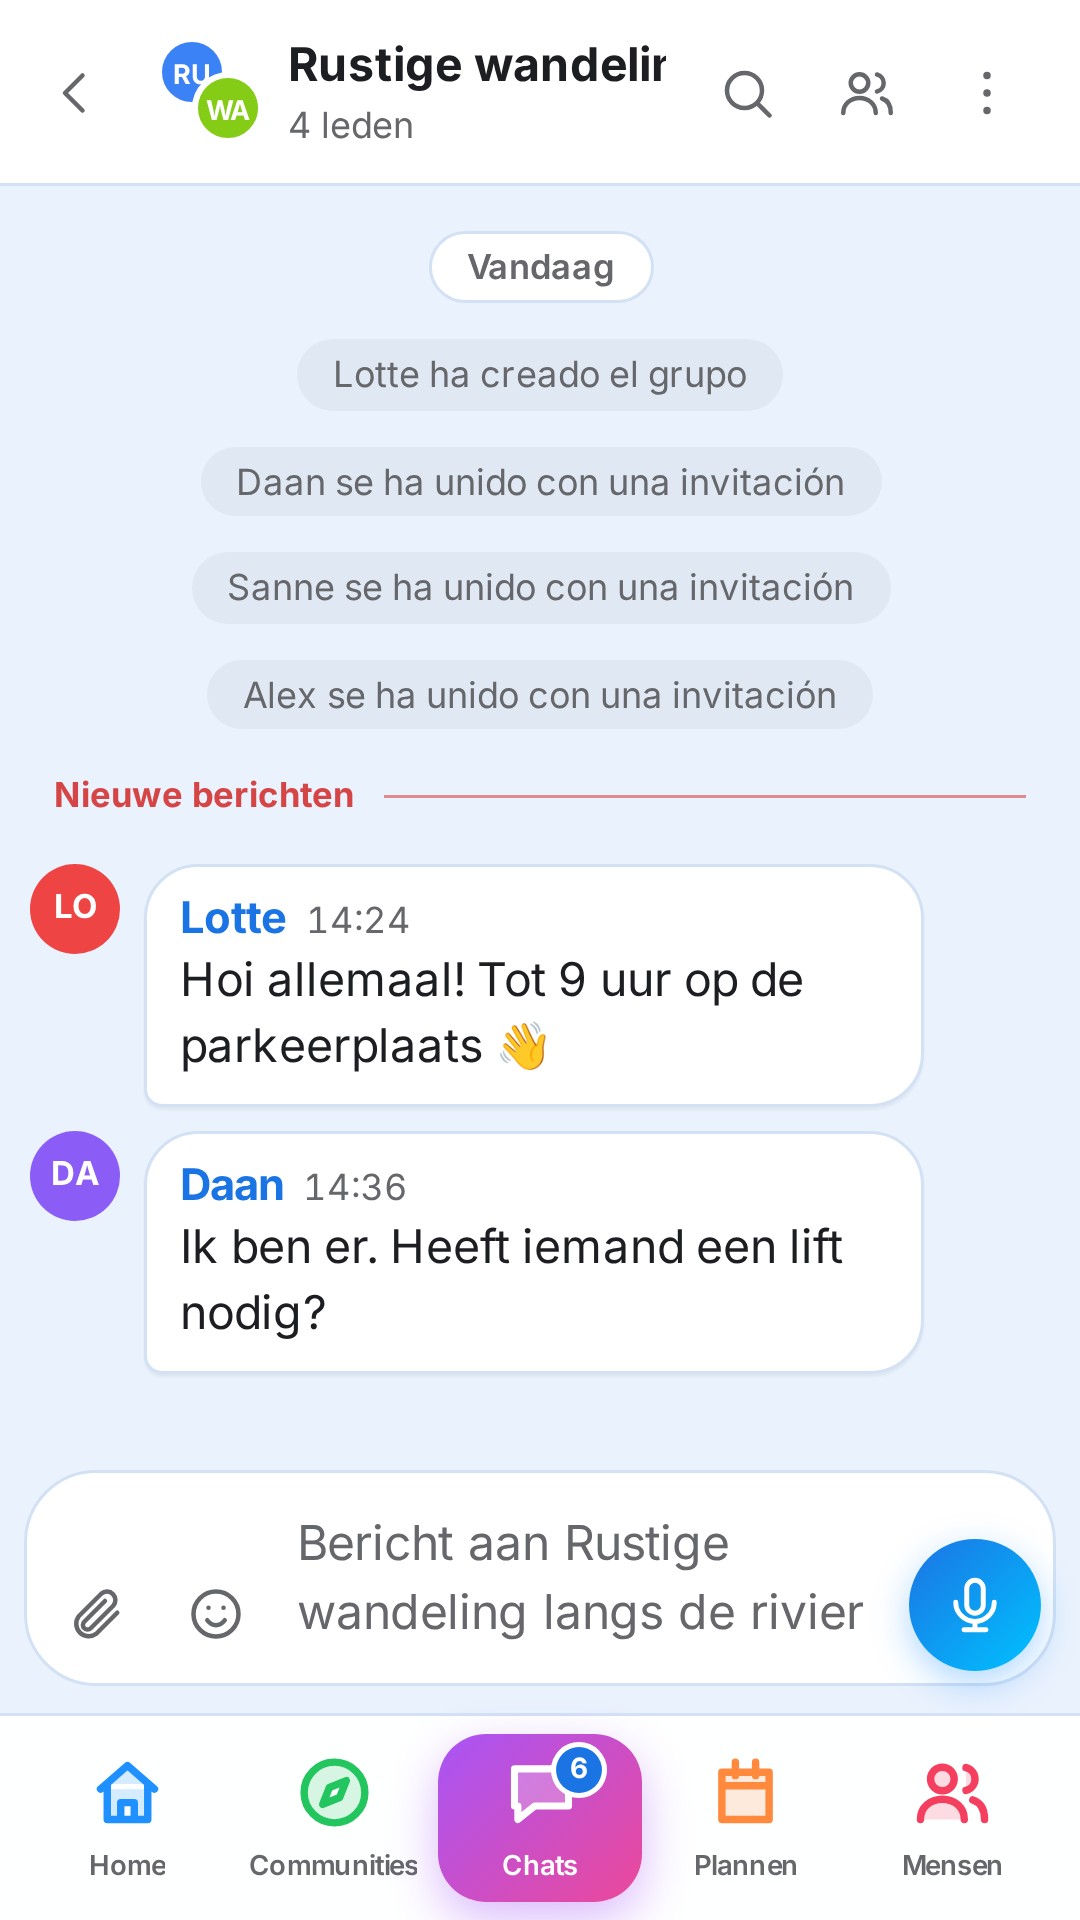 RU
WA
Rustige wandelin
4 leden
Vandaag
Lotte ha creado el grupo
Daan se ha unido con una invitación
Sanne se ha unido con una invitación
Alex se ha unido con una invitación
Nieuwe berichten
LO
Lotte 14:24
Hoi allemaal! Tot 9 uur op de
parkeerplaats 👋
DA
Daan 14:36
Ik ben er. Heeft iemand een lift
nodig?
Bericht aan Rustige
wandeling langs de rivier
6
Home
Communities
Chats
Plannen
Mensen